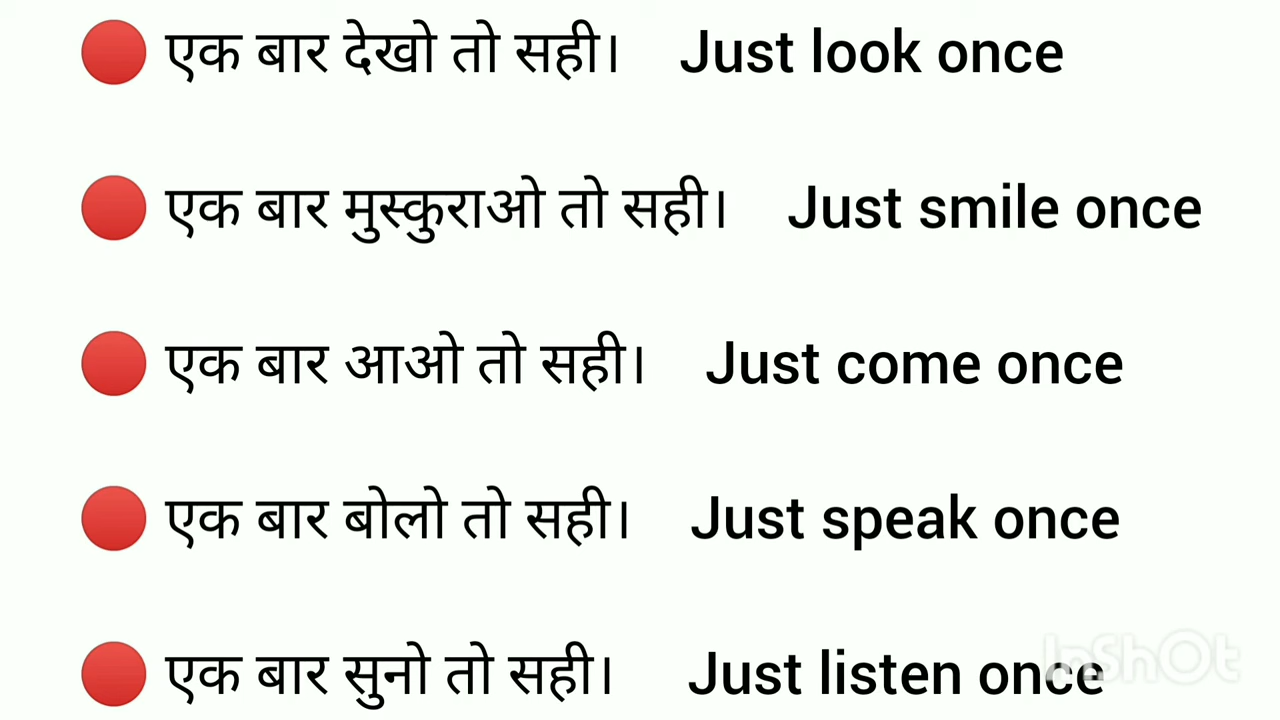 एक बार देखो तो सही। Just look once
एक बार मुस्कुराओ तो सही। Just smile once
एक बार आओ तो सही। Just come once
एक बार बोलो तो सही। Just speak once
एक बार सुनो तो सही। Just listen once
InShOt